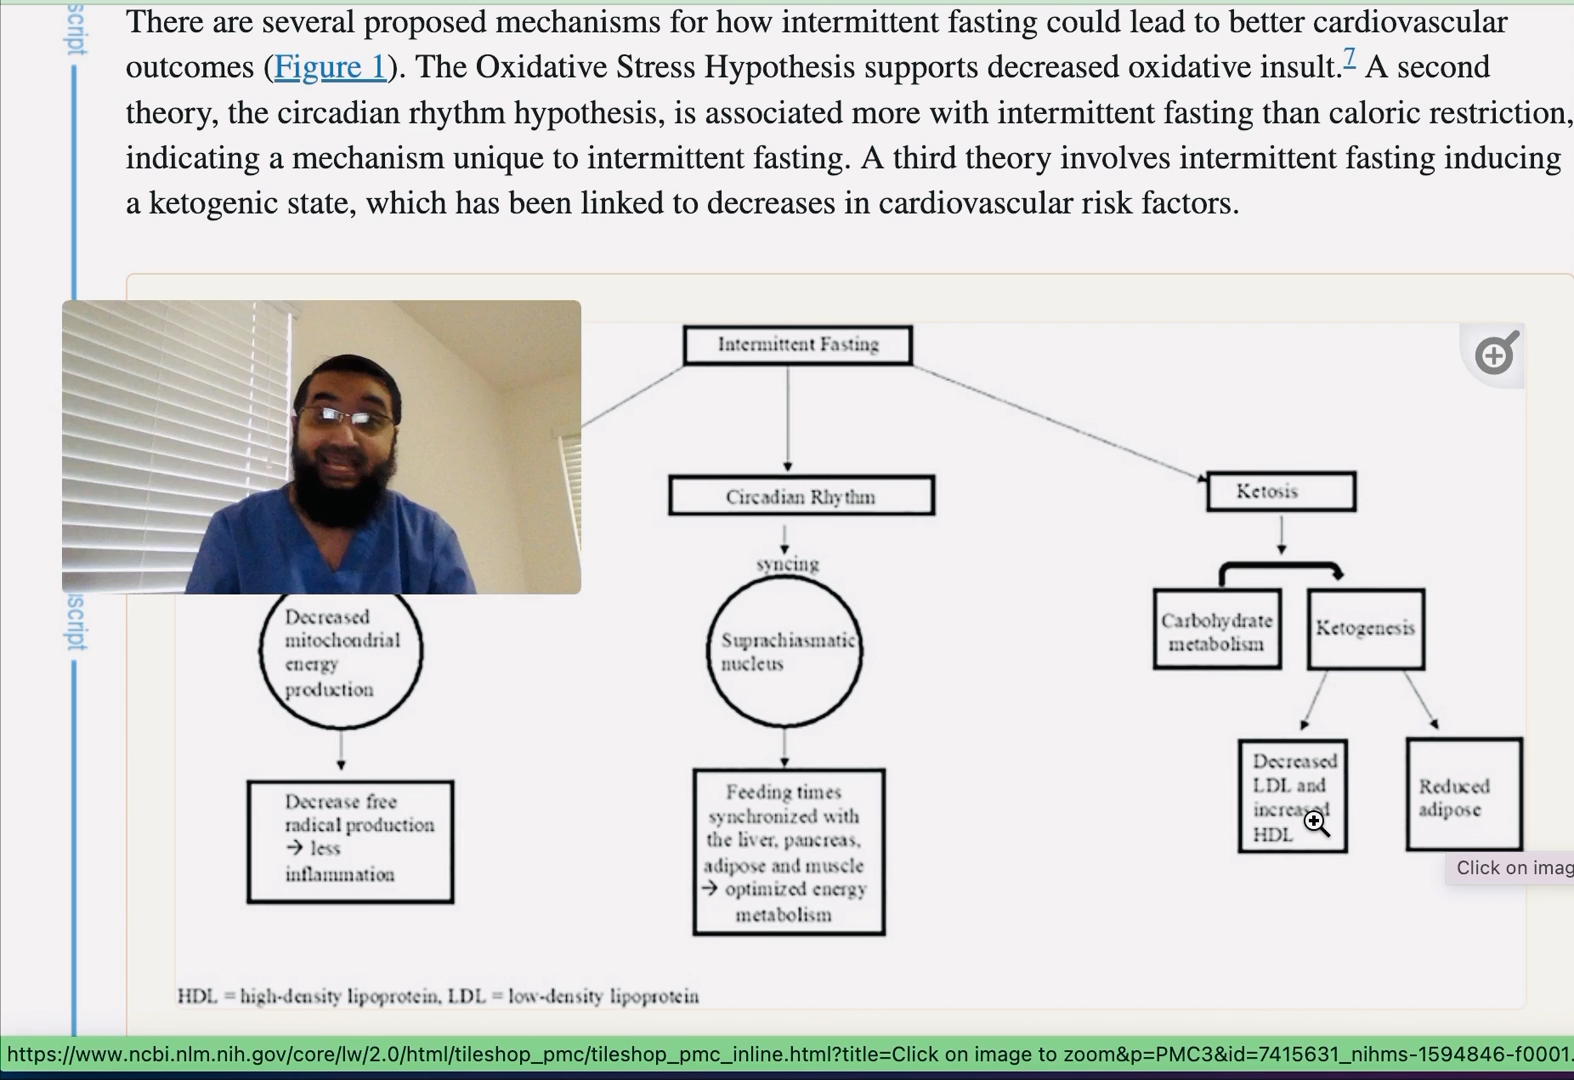 script
There are several proposed mechanisms for how intermittent fasting could lead to better cardiovascular
outcomes (Figure 1). The Oxidative Stress Hypothesis supports decreased oxidative insult.7 A second
theory, the circadian rhythm hypothesis, is associated more with intermittent fasting than caloric restriction,
indicating a mechanism unique to intermittent fasting. A third theory involves intermittent fasting inducing
a ketogenic state, which has been linked to decreases in cardiovascular risk factors.
Intermittent Fasting
Circadian Rhythm
Ketosis
syncing
uscript
Decreased
mitochondrial
energy
production
Suprachiasmatic
nucleus
Carbohydrate
metabolism
Ketogenesis
Decrease free
radical production
→ less
inflammation
Feeding times
synchronized with
the liver, pancreas,
adipose and muscle
→ optimized energy
metabolism
Decreased
LDL and
increased
HDL
Reduced
adipose
Click on imag
HDL = high-density lipoprotein, LDL = low-density lipoprotein
https://www.ncbi.nlm.nih.gov/core/lw/2.0/html/tileshop_pmc/tileshop_pmc_inline.html?title=Click on image to zoom&p=PMC3&id=7415631_nihms-1594846-f0001.